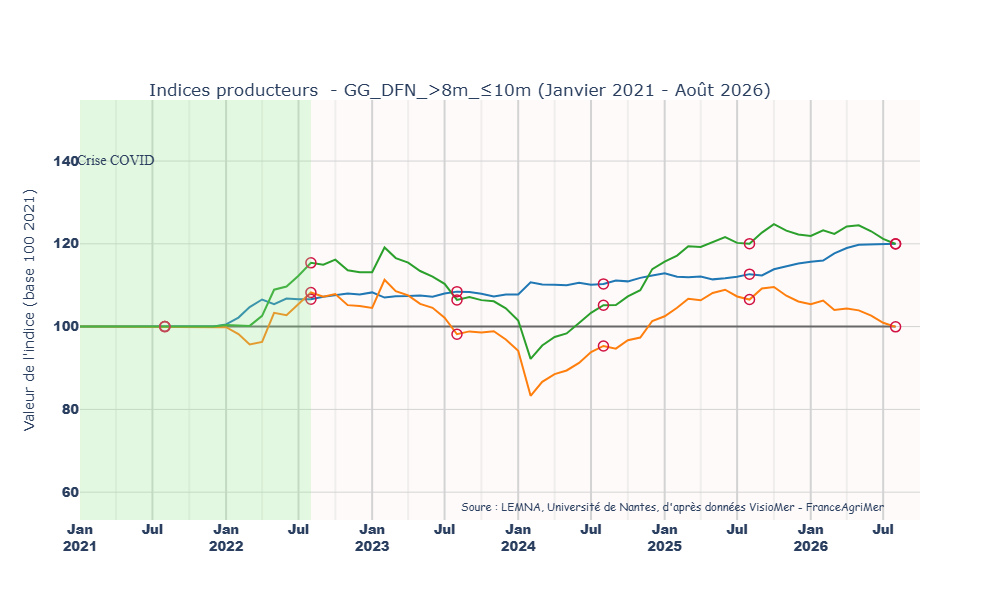 Indices producteurs - GG_DFN_>8m_≤10m (Janvier 2021 - Août 2026)
Valeur de l'indice (base 100 2021)
140
Crise COVID
120
100
80
60
Soure : LEMNA, Université de Nantes, d'après données VisioMer - FranceAgriMer
Jan Jul Jan Jul Jan Jul Jan Jul Jan Jul Jan Jul
2021 2022 2023 2024 2025 2026